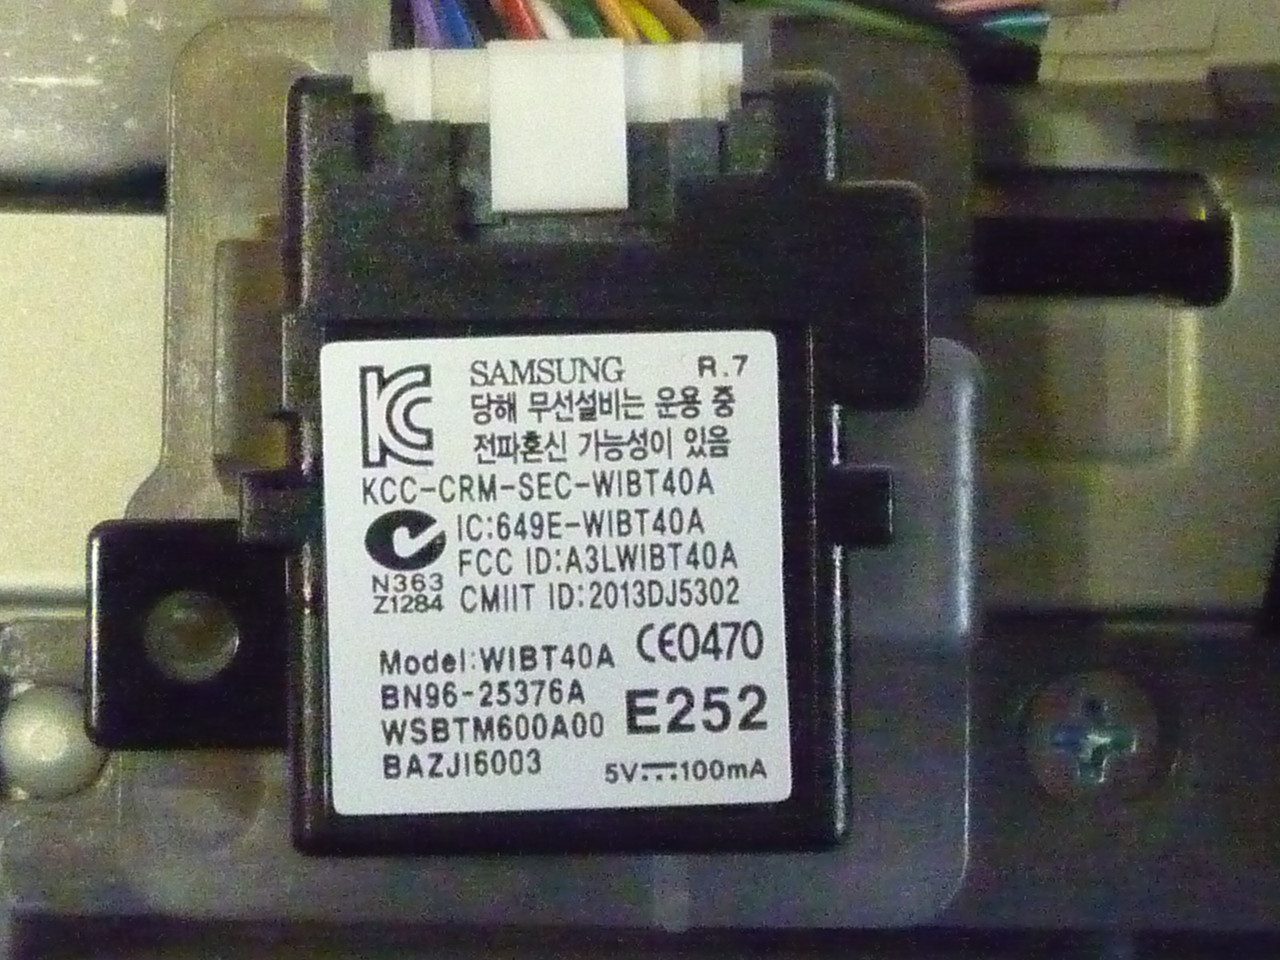 KC SAMSUNG R.7
당해 무선설비는 운용 중
전파혼신 가능성이 있음
KCC-CRM-SEC-WIBT40A
IC:649E-WIBT40A
FCC ID:A3LWIBT40A
N363
Z1284
CMIIT ID:2013DJ5302
Model:WIBT40A CE0470
BN96-25376A
WSBTM600A00 E252
BAZJI6003
5V⎓100mA